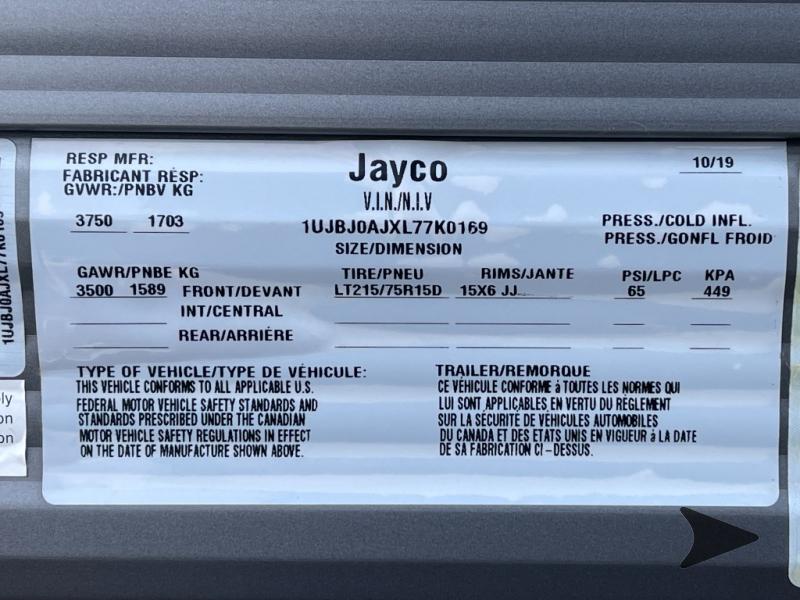 RESP MFR:
FABRICANT RÉSP:
GVWR:/PNBV KG
3750 1703
Jayco
V.I.N./N.I.V
1UJBJ0AJXL77K0169
SIZE/DIMENSION
10/19
PRESS./COLD INFL.
PRESS./GONFL FROID
GAWR/PNBE KG TIRE/PNEU RIMS/JANTE PSI/LPC KPA
3500 1589 FRONT/DEVANT LT215/75R15D 15X6 JJ 65 449
INT/CENTRAL
REAR/ARRIÉRE
TYPE OF VEHICLE/TYPE DE VÉHICULE: TRAILER/REMORQUE
THIS VEHICLE CONFORMS TO ALL APPLICABLE U.S.
FEDERAL MOTOR VEHICLE SAFETY STANDARDS AND
STANDARDS PRESCRIBED UNDER THE CANADIAN
MOTOR VEHICLE SAFETY REGULATIONS IN EFFECT
ON THE DATE OF MANUFACTURE SHOWN ABOVE.
CE VÉHICULE CONFORME à TOUTES LES NORMES QUI
LUI SONT APPLICABLES EN VERTU DU RÈGLEMENT
SUR LA SÉCURITE DE VÉHICULES AUTOMOBILES
DU CANADA ET DES ETATS UNIS EN VIGUEUR à LA DATE
DE SA FABRICATION CI-DESSUS.
1UJBJ0AJXL77K0169